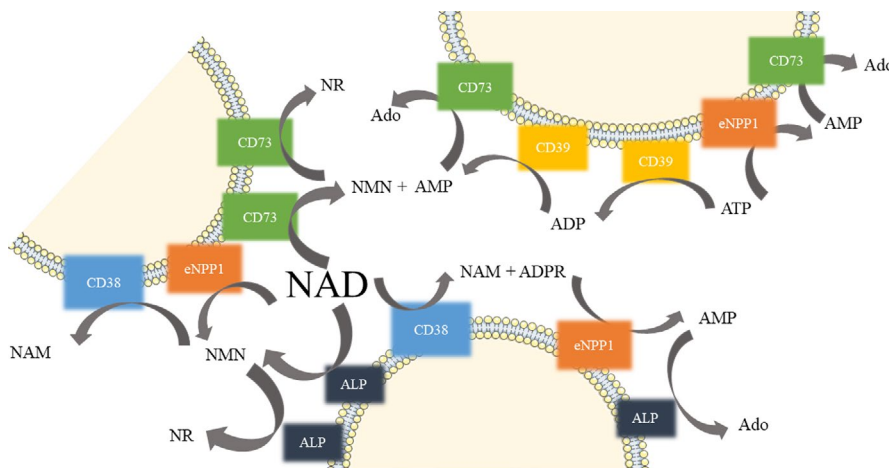 CD73
Ado
NR
CD73
Ado
eNPP1
AMP
CD73
CD39
CD39
NMN + AMP
ATP
CD73
ADP
eNPP1
CD38
NAD
NAM + ADPR
AMP
CD38
eNPP1
NAM
NMN
ALP
ALP
Ado
NR
ALP